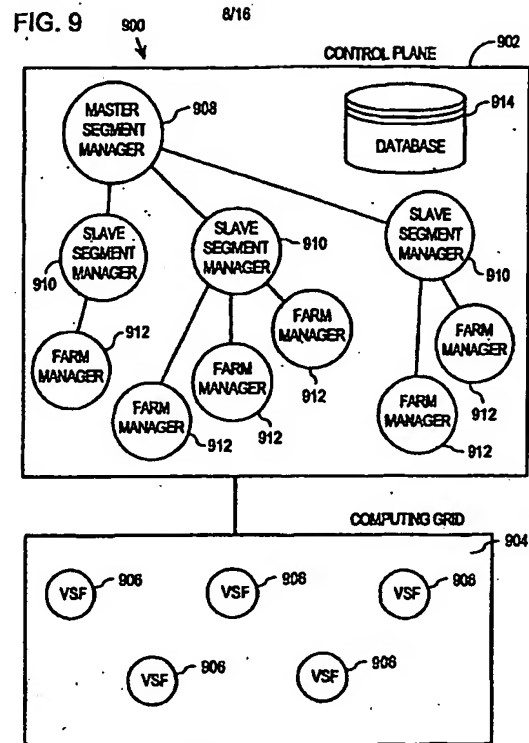 FIG. 9
8/16
900
902
CONTROL PLANE
MASTER
SEGMENT
MANAGER
908
914
DATABASE
SLAVE
SEGMENT
MANAGER
910
SLAVE
SEGMENT
MANAGER
910
SLAVE
SEGMENT
MANAGER
910
FARM
MANAGER
912
FARM
MANAGER
912
FARM
MANAGER
912
FARM
MANAGER
912
FARM
MANAGER
912
FARM
MANAGER
912
COMPUTING GRID
904
VSF
906
VSF
906
VSF
906
VSF
906
VSF
906